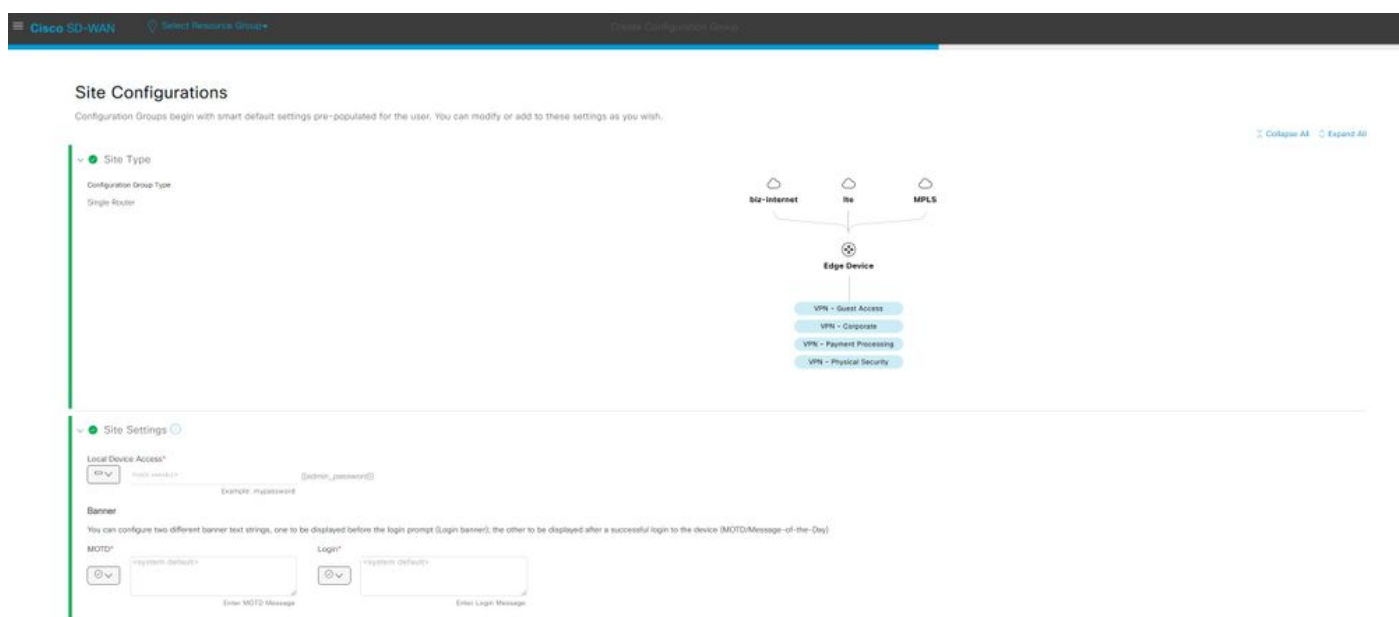 Cisco SD-WAN
Select Resource Group
Create Configuration Group
Site Configurations
Configuration Groups begin with smart default settings pre-populated for the user. You can modify or add to these settings as you wish.
Collapse All Expand All
Site Type
Configuration Group Type
Single Router
biz-internet lte MPLS
Edge Device
VPN - Guest Access
VPN - Corporate
VPN - Payment Processing
VPN - Physical Security
Site Settings
Local Device Access*
{{admin_password}}
Example: mypassword
Banner
You can configure two different banner text strings, one to be displayed before the login prompt (Login banner); the other to be displayed after a successful login to the device (MOTD/Message-of-the-Day)
MOTD* Login*
<system default> <system default>
Enter MOTD Message Enter Login Message